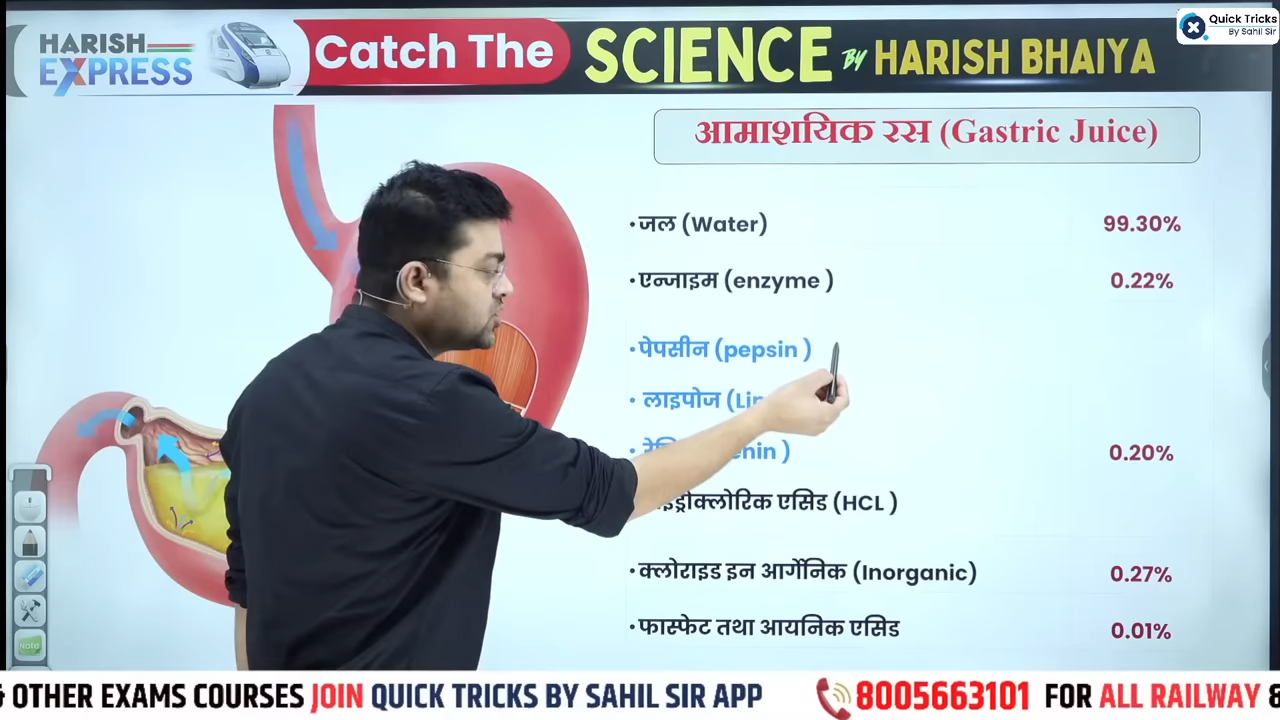 HARISH
EXPRESS
Catch The
SCIENCE BY HARISH BHAIYA
Quick Tricks
By Sahil Sir
आमाशयिक रस (Gastric Juice)
•जल (Water) 99.30%
•एन्जाइम (enzyme ) 0.22%
•पेपसीन (pepsin )
• लाइपोज
0.20%
एसिड (HCL )
•क्लोराइड इन आर्गेनिक (Inorganic) 0.27%
•फास्फेट तथा आयनिक एसिड 0.01%
Note
OTHER EXAMS COURSES JOIN QUICK TRICKS BY SAHIL SIR APP 8005663101 FOR ALL RAILWAY &